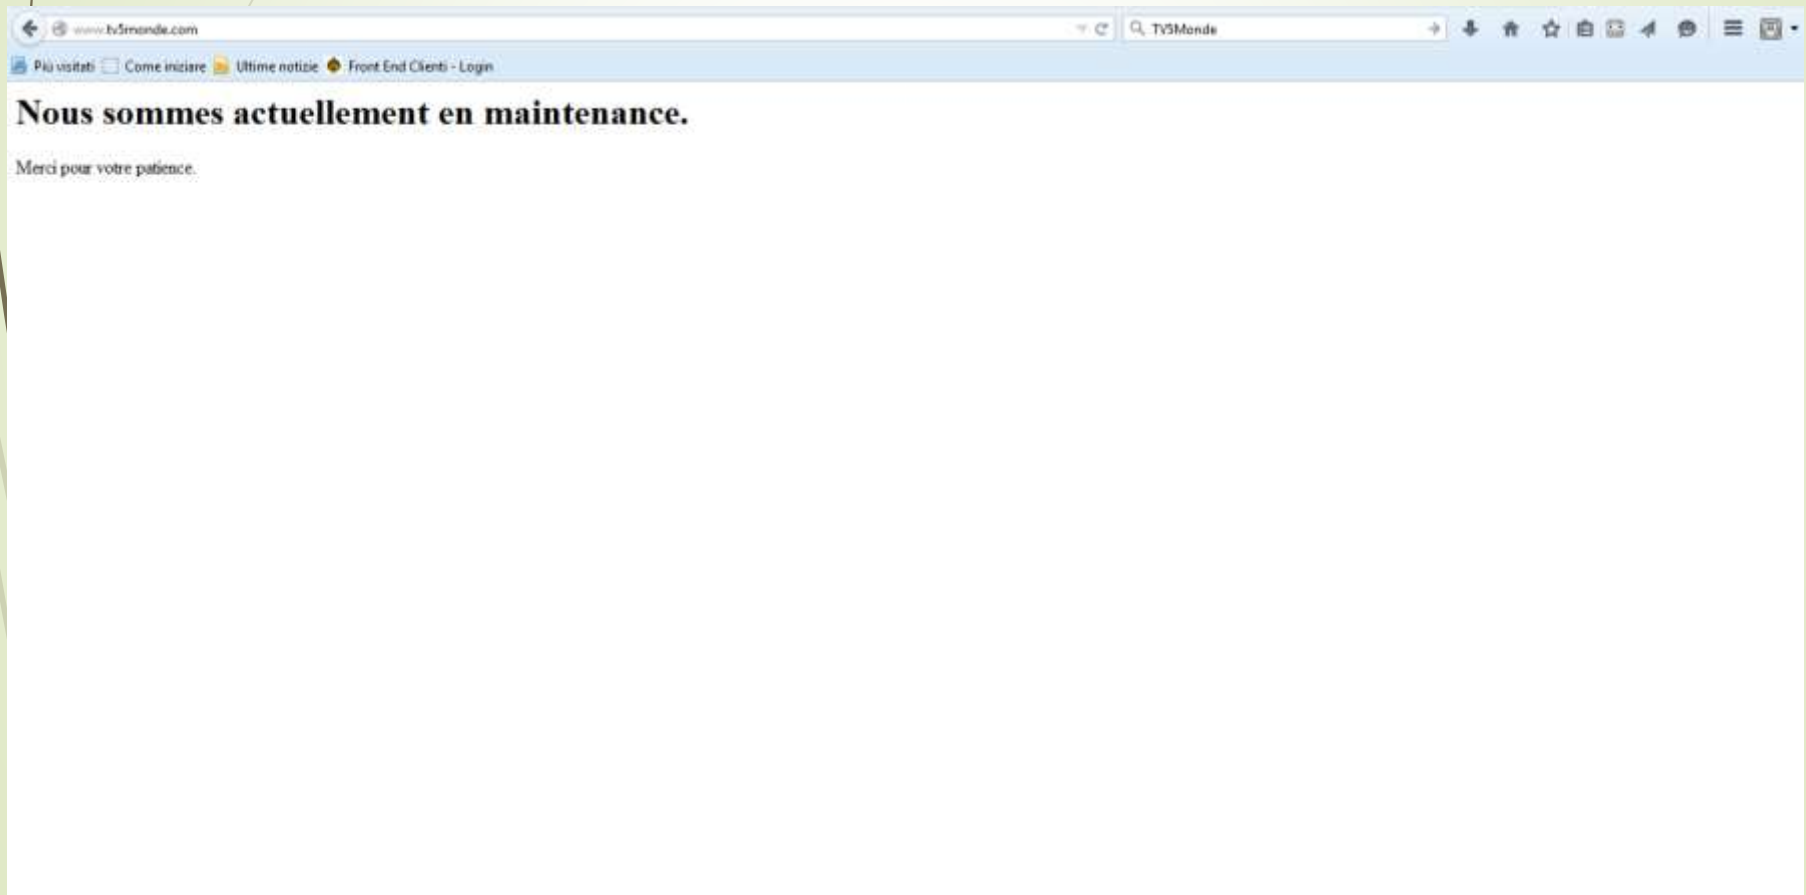 www.tv5monde.com
TV5Monde
Più visitati Come iniziare Ultime notizie Front End Clienti - Login
Nous sommes actuellement en maintenance.
Merci pour votre patience.